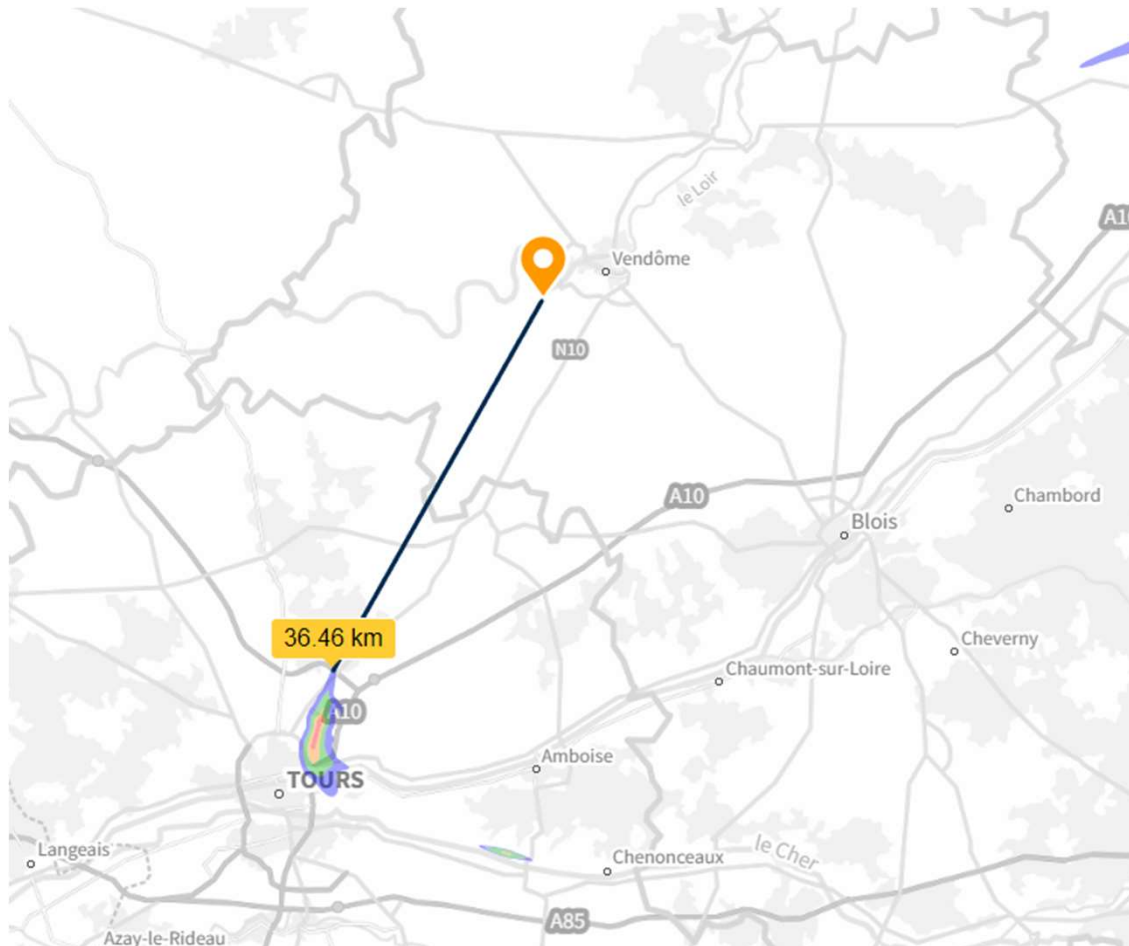 A10
le Loir
Vendôme
N10
A10
Chambord
Blois
36.46 km
Cheverny
Chaumont-sur-Loire
A10
Amboise
TOURS
Langeais
Chenonceaux
le Cher
A85
Azay-le-Rideau